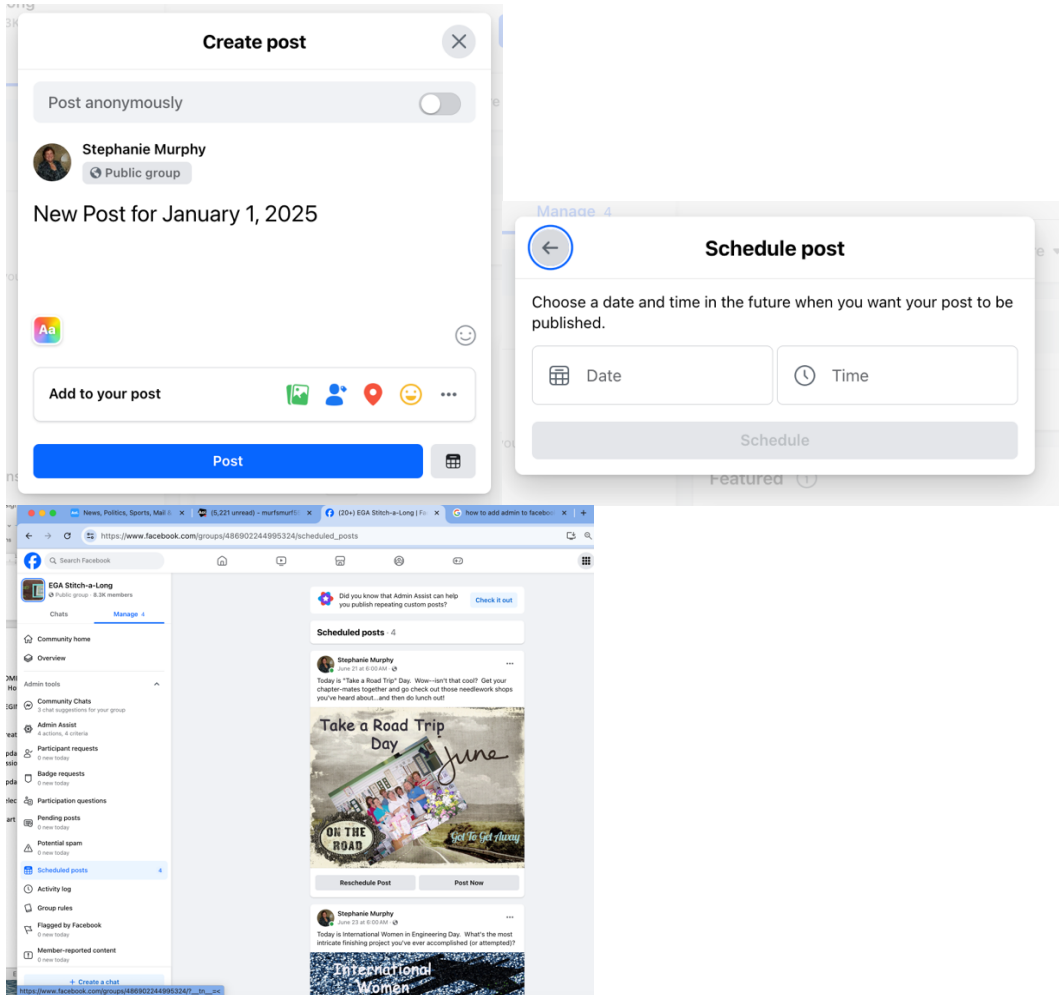 Create post
Post anonymously
Stephanie Murphy
Public group
New Post for January 1, 2025
Aa
Add to your post
Post
Manage 4
Schedule post
Choose a date and time in the future when you want your post to be
published.
Date
Time
Schedule
Featured
News, Politics, Sports, Mail &
(5,221 unread) - murfsmurf5
(20+) EGA Stitch-a-Long | Fa
how to add admin to facebook
https://www.facebook.com/groups/486902244995324/scheduled_posts
Search Facebook
EGA Stitch-a-Long
Public group · 8.3K members
Chats
Manage 4
Community home
Overview
Admin tools
Community Chats
3 chat suggestions for your group
Admin Assist
4 actions, 4 criteria
Participant requests
0 new today
Badge requests
0 new today
Participation questions
Pending posts
0 new today
Potential spam
0 new today
Scheduled posts 4
Activity log
Group rules
Flagged by Facebook
0 new today
Member-reported content
0 new today
+ Create a chat
https://www.facebook.com/groups/486902244995324/?__tn__=<
Did you know that Admin Assist can help
you publish repeating custom posts?
Check it out
Scheduled posts · 4
Stephanie Murphy
June 21 at 6:00 AM ·
Today is "Take a Road Trip" Day. Wow--isn't that cool? Get your
chapter-mates together and go check out those needlework shops
you've heard about...and then do lunch out!
Take a Road Trip
Day
June
ON THE
ROAD
Got To Get Away
Reschedule Post
Post Now
Stephanie Murphy
June 23 at 6:00 AM ·
Today is International Women in Engineering Day. What's the most
intricate finishing project you've ever accomplished (or attempted)?
International
Women